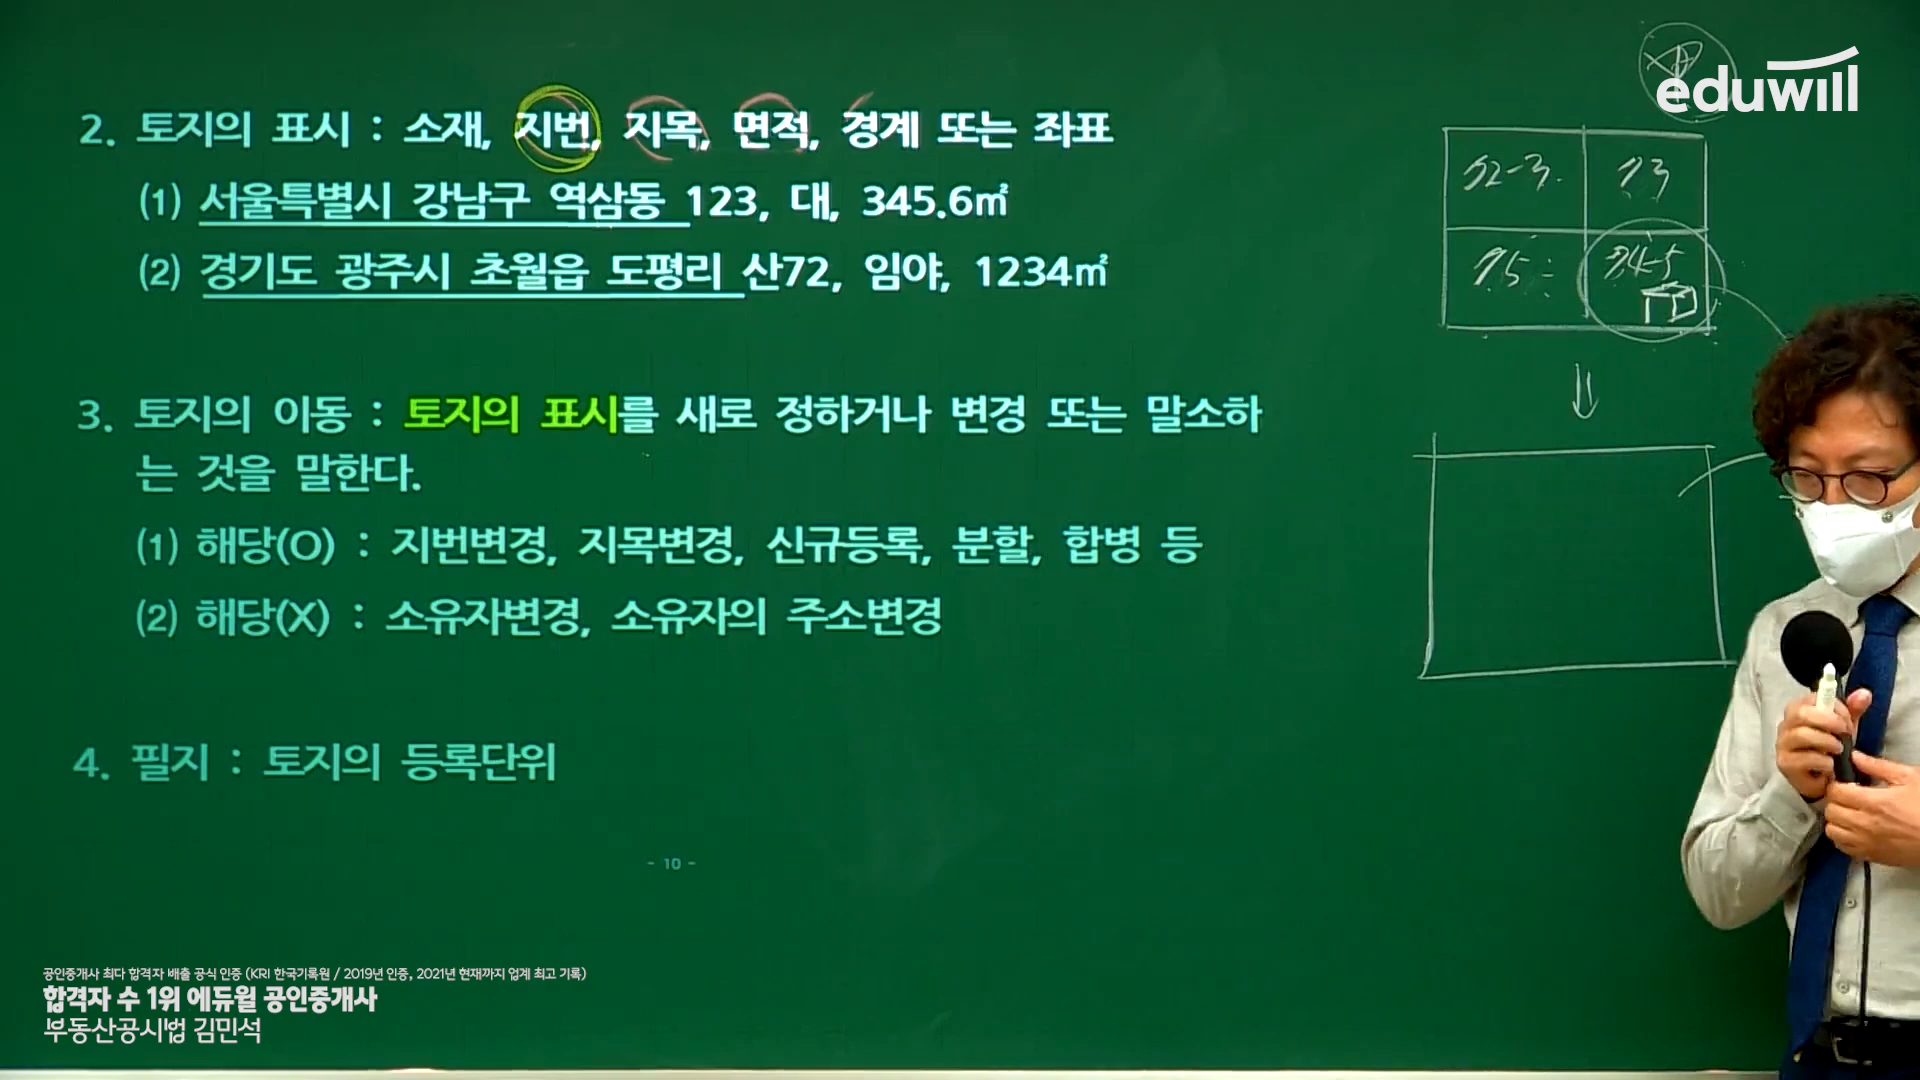 eduwill
2. 토지의 표시 : 소재, 지번, 지목, 면적, 경계 또는 좌표
(1) 서울특별시 강남구 역삼동 123, 대, 345.6㎡
(2) 경기도 광주시 초월읍 도평리 산72, 임야, 1234㎡
3. 토지의 이동 : 토지의 표시를 새로 정하거나 변경 또는 말소하
는 것을 말한다.
(1) 해당(O) : 지번변경, 지목변경, 신규등록, 분할, 합병 등
(2) 해당(X) : 소유자변경, 소유자의 주소변경
4. 필지 : 토지의 등록단위
- 10 -
공인중개사 최다 합격자 배출 공식 인증 (KRI 한국기록원 / 2019년 인증, 2021년 현재까지 업계 최고 기록)
합격자 수 1위 에듀윌 공인중개사
부동산공시법 김민석